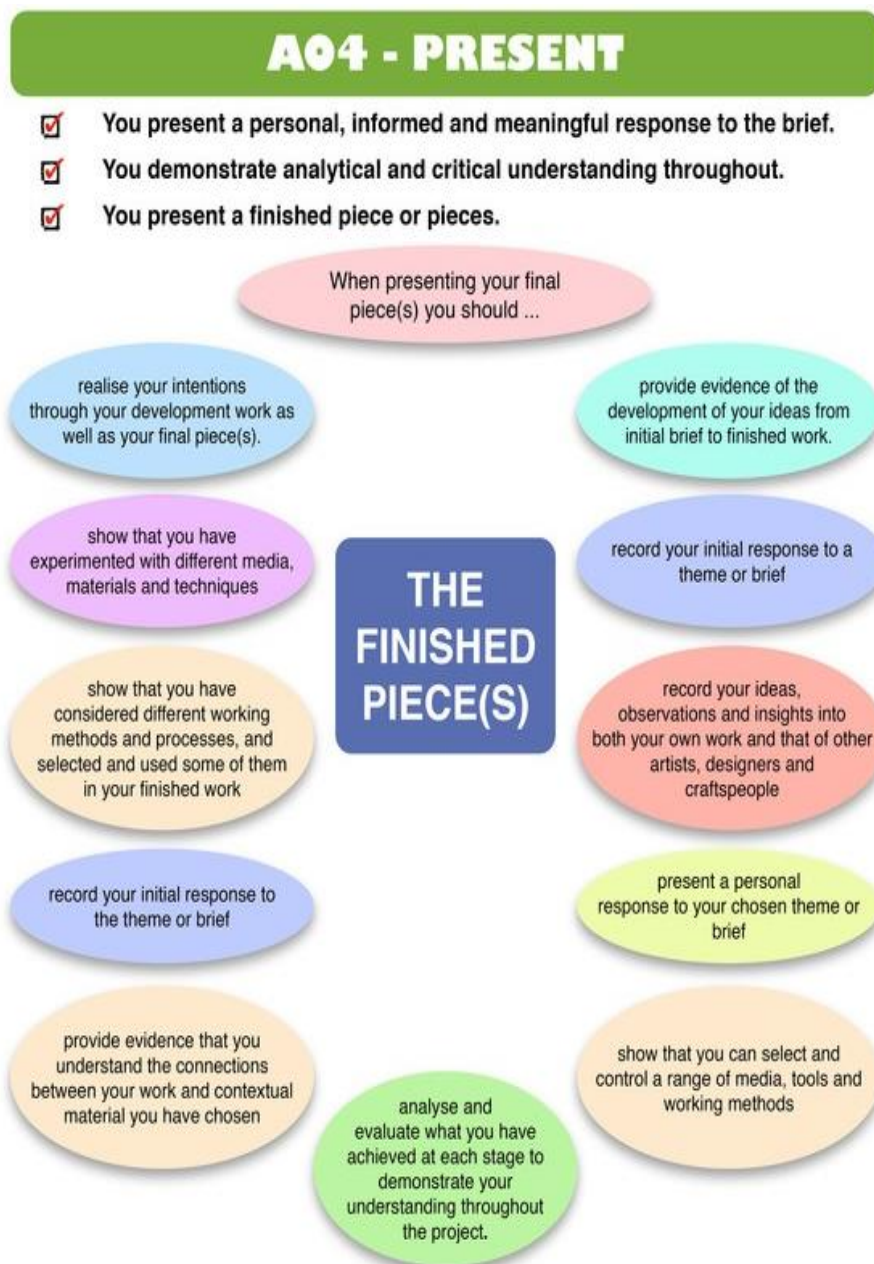 AO4 - PRESENT
You present a personal, informed and meaningful response to the brief.
You demonstrate analytical and critical understanding throughout.
You present a finished piece or pieces.
When presenting your final
piece(s) you should ...
realise your intentions
through your development work as
well as your final piece(s).
provide evidence of the
development of your ideas from
initial brief to finished work.
show that you have
experimented with different media,
materials and techniques
record your initial response to a
theme or brief
THE
FINISHED
PIECE(S)
show that you have
considered different working
methods and processes, and
selected and used some of them
in your finished work
record your ideas,
observations and insights into
both your own work and that of other
artists, designers and
craftspeople
record your initial response to
the theme or brief
present a personal
response to your chosen theme or
brief
provide evidence that you
understand the connections
between your work and contextual
material you have chosen
show that you can select and
control a range of media, tools and
working methods
analyse and
evaluate what you have
achieved at each stage to
demonstrate your
understanding throughout
the project.